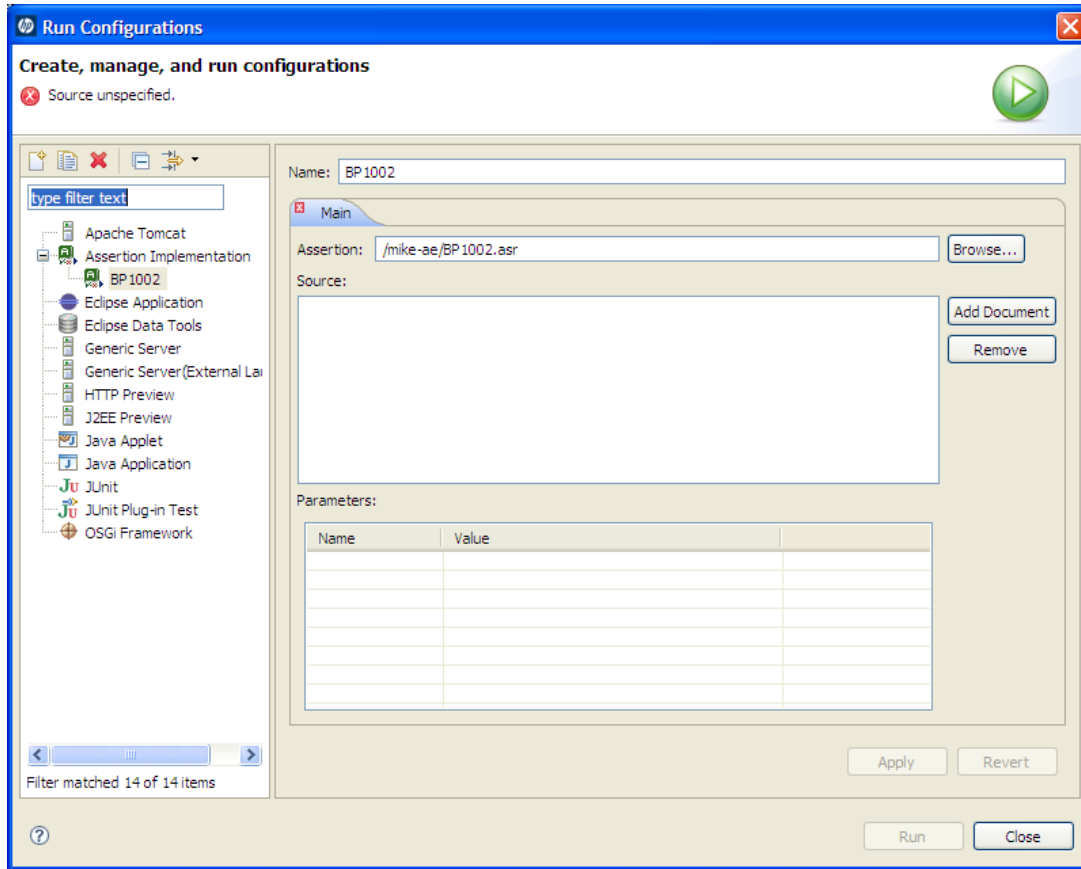 Run Configurations
Create, manage, and run configurations
Source unspecified.
type filter text
Apache Tomcat
Assertion Implementation
BP1002
Eclipse Application
Eclipse Data Tools
Generic Server
Generic Server(External Lau
HTTP Preview
J2EE Preview
Java Applet
Java Application
JUnit
JUnit Plug-in Test
OSGi Framework
Filter matched 14 of 14 items
Name: BP1002
Main
Assertion: /mike-ae/BP1002.asr Browse...
Source:
Add Document
Remove
Parameters:
Name Value
Apply Revert
Run Close